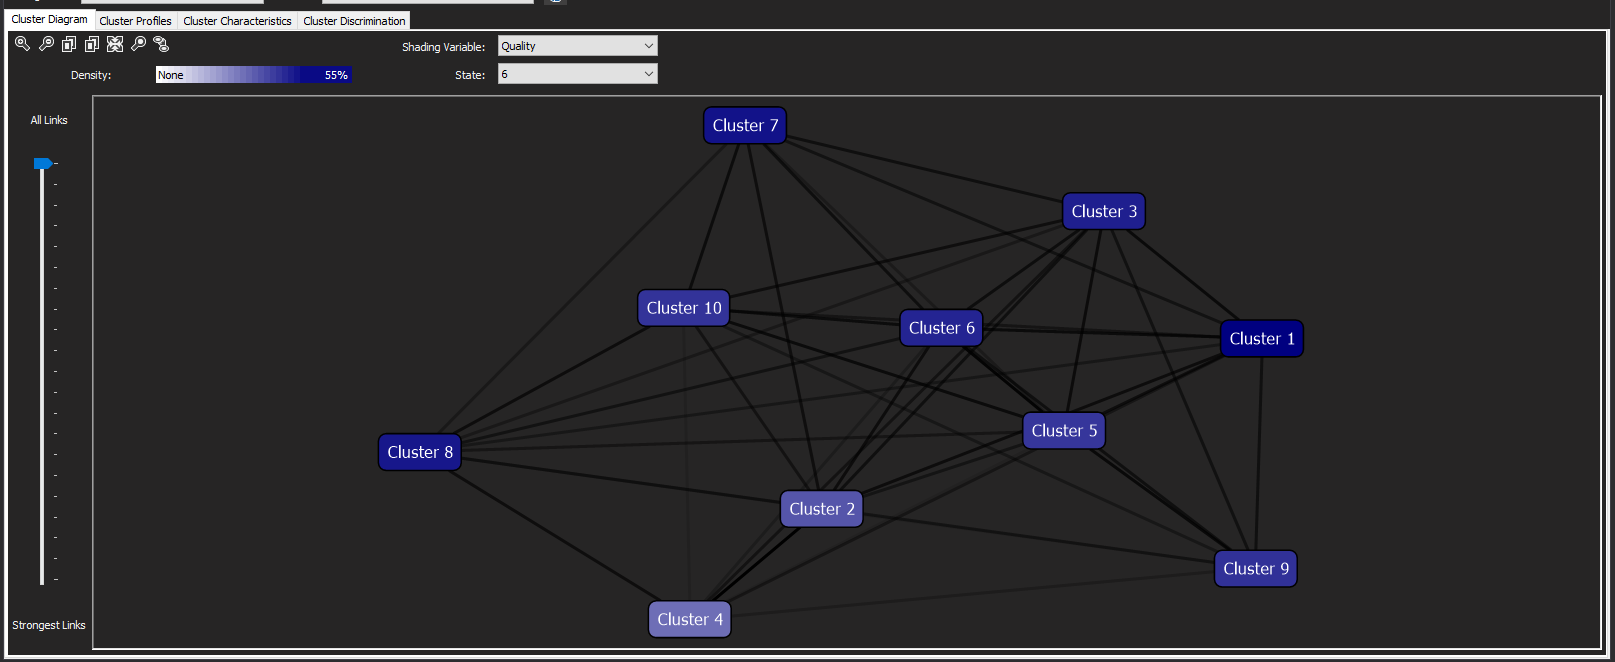 Cluster Diagram Cluster Profiles Cluster Characteristics Cluster Discrimination
Shading Variable: Quality
Density: None 55% State: 6
All Links
Cluster 7
Cluster 3
Cluster 10
Cluster 6
Cluster 1
Cluster 5
Cluster 8
Cluster 2
Cluster 9
Cluster 4
Strongest Links